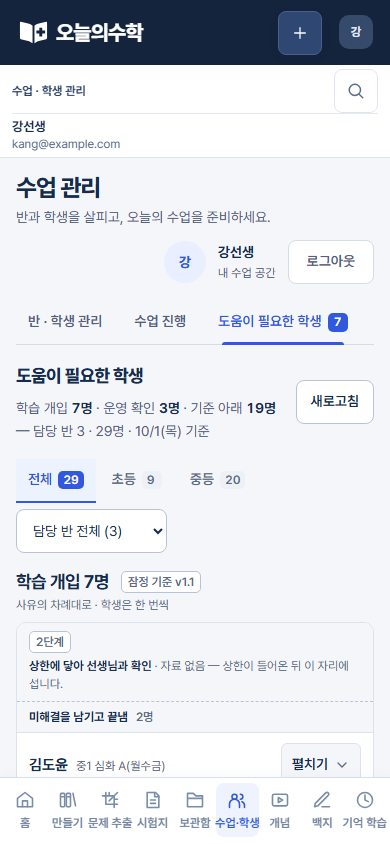 오늘의수학
+
강
수업 · 학생 관리
강선생
kang@example.com
수업 관리
반과 학생을 살피고, 오늘의 수업을 준비하세요.
강
강선생
내 수업 공간
로그아웃
반 · 학생 관리
수업 진행
도움이 필요한 학생 7
도움이 필요한 학생
학습 개입 7명 · 운영 확인 3명 · 기준 아래 19명
— 담당 반 3 · 29명 · 10/1(목) 기준
새로고침
전체 29
초등 9
중등 20
담당 반 전체 (3)
학습 개입 7명 잠정 기준 v1.1
사유의 차례대로 · 학생은 한 번씩
2단계
상한에 닿아 선생님과 확인 · 자료 없음 — 상한이 들어온 뒤 이 자리에
섭니다.
미해결을 남기고 끝냄 2명
김도윤 중1 심화 A(월수금)
펼치기
홈
만들기
문제 추출
시험지
보관함
수업·학생
개념
백지
기억 학습